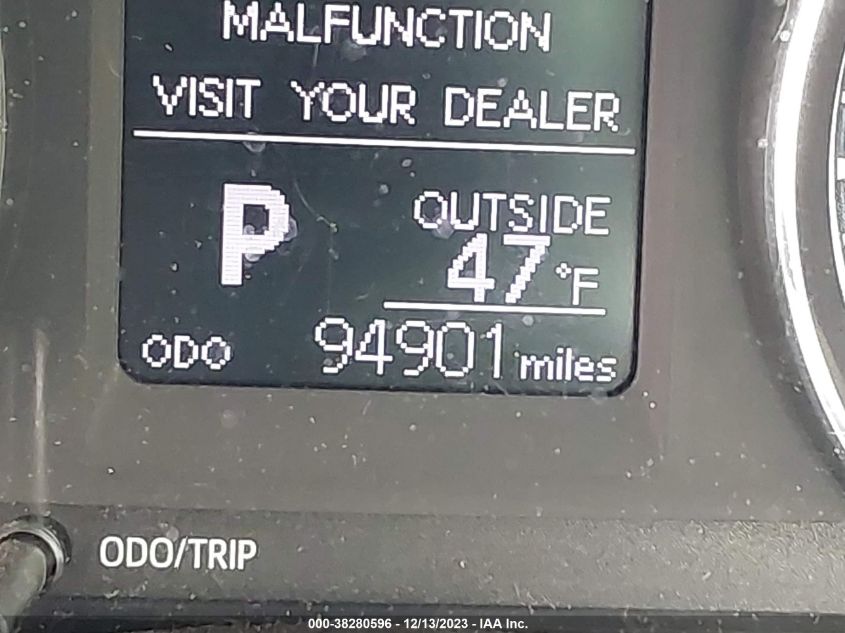 MALFUNCTION
VISIT YOUR DEALER
P
OUTSIDE
47°F
ODO 94901 miles
ODO/TRIP
000-38280596 - 12/13/2023 - IAA Inc.